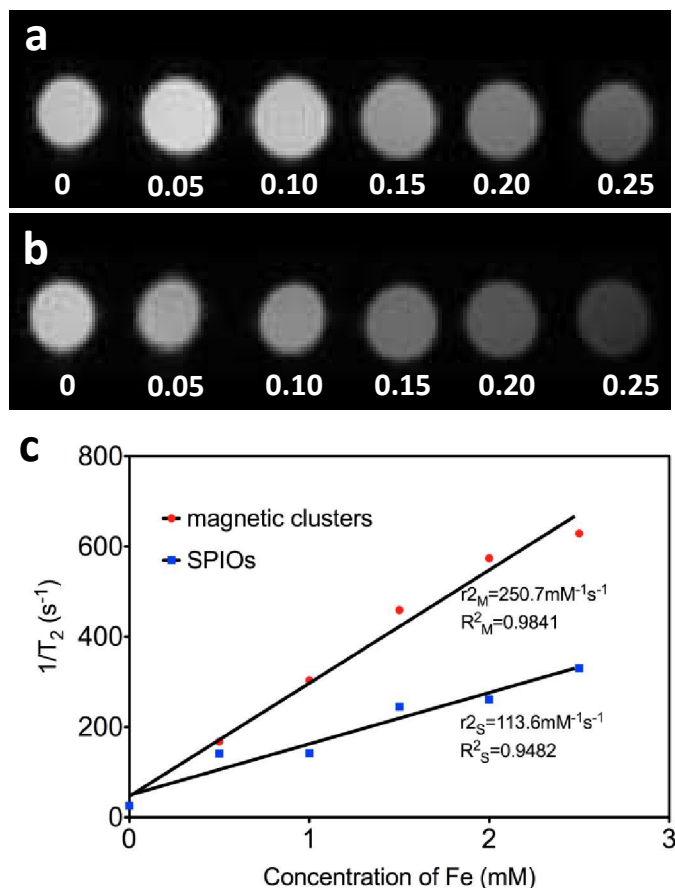 a
0 0.05 0.10 0.15 0.20 0.25
b
0 0.05 0.10 0.15 0.20 0.25
c
800
600
400
200
0
1/T₂ (s⁻¹)
magnetic clusters
SPIOs
r2M=250.7mM⁻¹s⁻¹
R²M=0.9841
r2S=113.6mM⁻¹s⁻¹
R²S=0.9482
0 1 2 3
Concentration of Fe (mM)